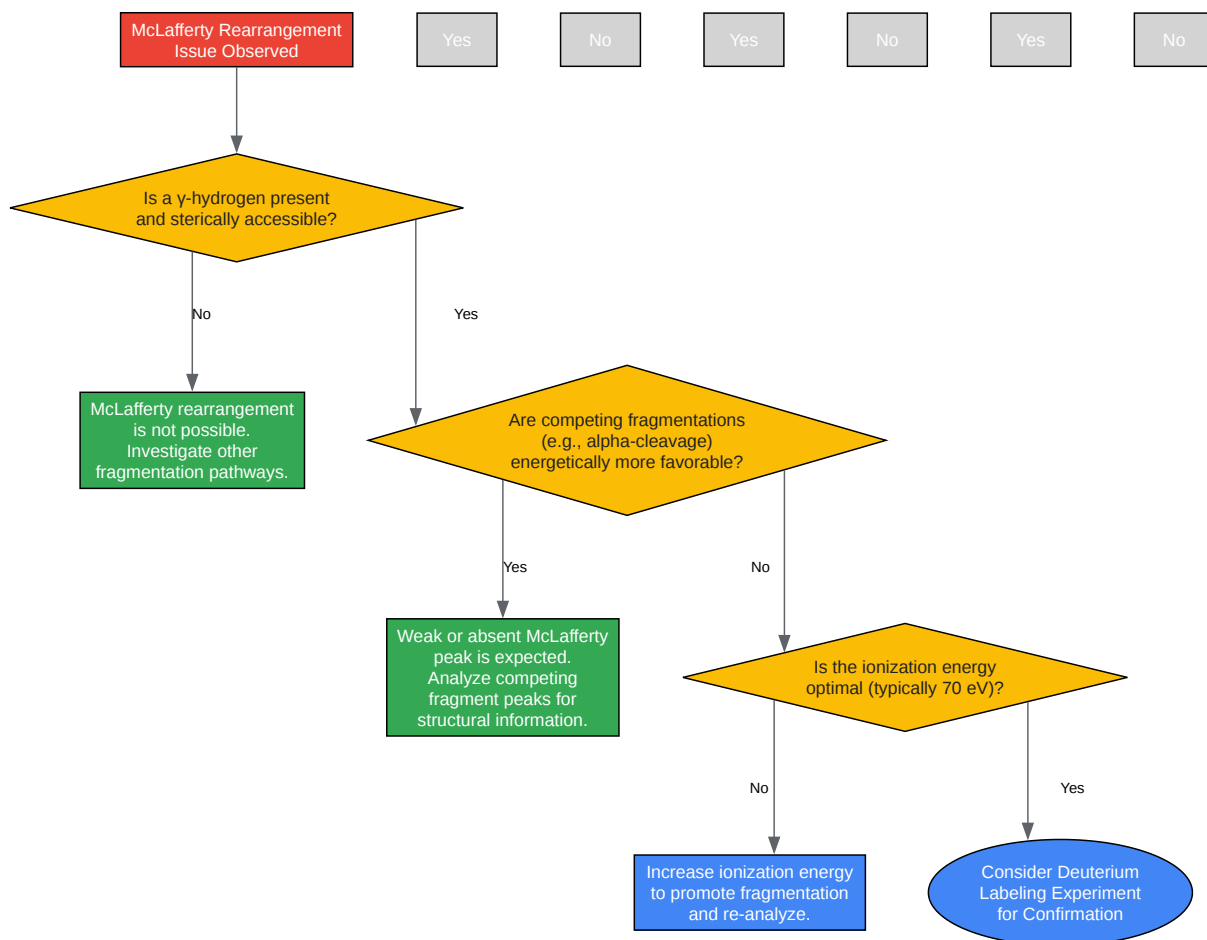 McLafferty Rearrangement
Issue Observed
Yes
No
Yes
No
Yes
No
Is a γ-hydrogen present
and sterically accessible?
No
Yes
McLafferty rearrangement
is not possible.
Investigate other
fragmentation pathways.
Are competing fragmentations
(e.g., alpha-cleavage)
energetically more favorable?
Yes
No
Weak or absent McLafferty
peak is expected.
Analyze competing
fragment peaks for
structural information.
Is the ionization energy
optimal (typically 70 eV)?
No
Yes
Increase ionization energy
to promote fragmentation
and re-analyze.
Consider Deuterium
Labeling Experiment
for Confirmation